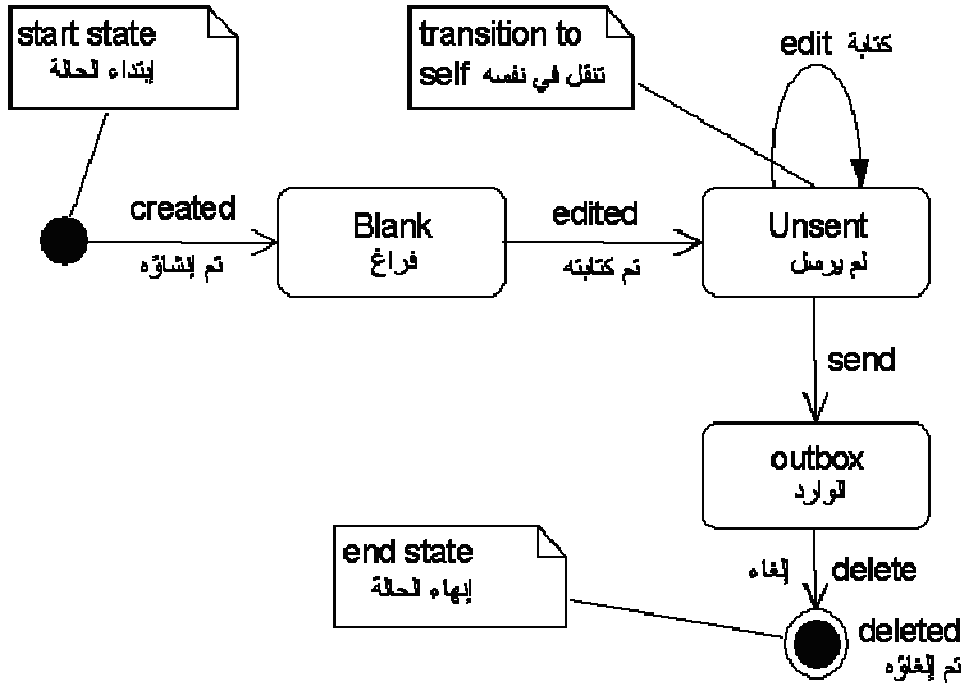 start state
إبتداء الحالة
transition to
self تنقل في نفسه
edit كتابة
created
تم إنشاؤه
Blank
فراغ
edited
تم كتابته
Unsent
لم يرسل
send
outbox
الوارد
end state
إنهاء الحالة
إلغاء delete
deleted
تم إلغاؤه